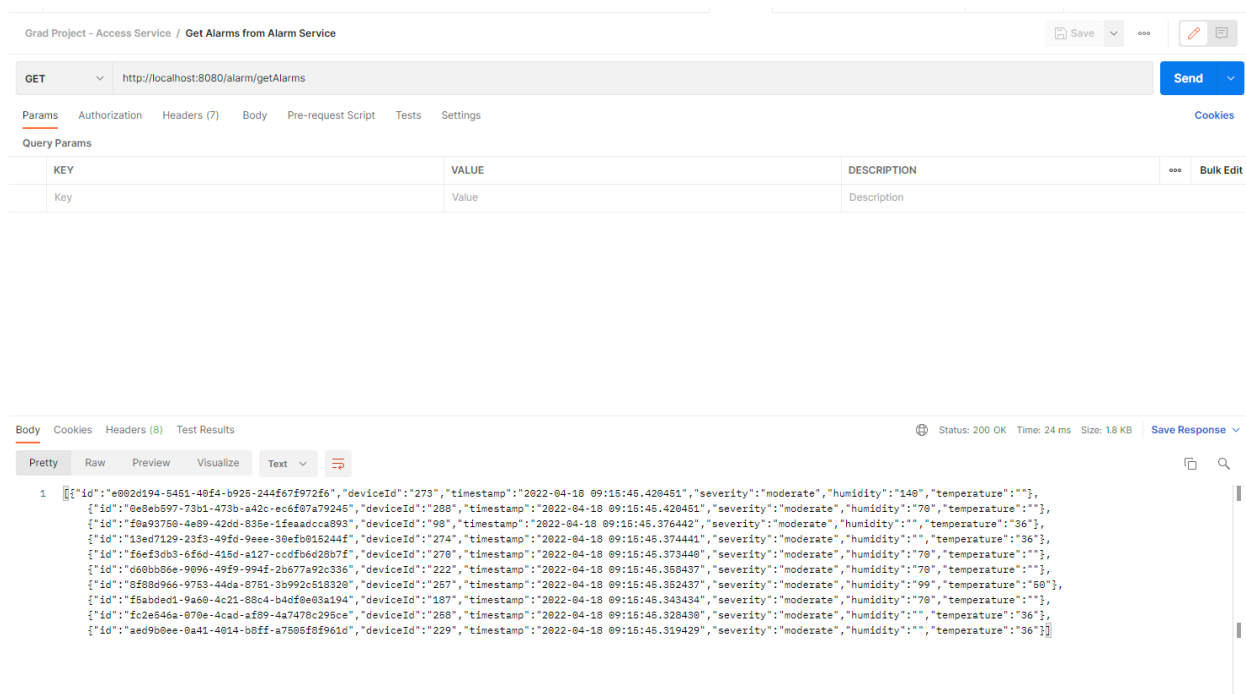 Grad Project - Access Service / Get Alarms from Alarm Service
Save
GET http://localhost:8080/alarm/getAlarms Send
Params Authorization Headers (7) Body Pre-request Script Tests Settings Cookies
Query Params
KEY VALUE DESCRIPTION Bulk Edit
Key Value Description
Body Cookies Headers (8) Test Results Status: 200 OK Time: 24 ms Size: 1.8 KB Save Response
Pretty Raw Preview Visualize Text
1 [{"id":"e002d194-5451-40f4-b925-244f67f972f6","deviceId":"273","timestamp":"2022-04-18 09:15:45.420451","severity":"moderate","humidity":"140","temperature":""},
{"id":"0e8eb597-73b1-473b-a42c-ec6f07a79245","deviceId":"288","timestamp":"2022-04-18 09:15:45.420451","severity":"moderate","humidity":"70","temperature":""},
{"id":"f0a93750-4e89-42dd-835e-1feaadcca893","deviceId":"98","timestamp":"2022-04-18 09:15:45.376442","severity":"moderate","humidity":"","temperature":"36"},
{"id":"13ed7129-23f3-49fd-9eee-30efb015244f","deviceId":"274","timestamp":"2022-04-18 09:15:45.374441","severity":"moderate","humidity":"","temperature":"36"},
{"id":"f6ef3db3-6f6d-415d-a127-ccdfb6d28b7f","deviceId":"270","timestamp":"2022-04-18 09:15:45.373440","severity":"moderate","humidity":"70","temperature":""},
{"id":"d60bb86e-9096-49f9-994f-2b677a92c336","deviceId":"222","timestamp":"2022-04-18 09:15:45.358437","severity":"moderate","humidity":"70","temperature":""},
{"id":"8f88d966-9753-44da-8751-3b992c518320","deviceId":"257","timestamp":"2022-04-18 09:15:45.352437","severity":"moderate","humidity":"99","temperature":"50"},
{"id":"f5abded1-9a60-4c21-88c4-b4df0e03a194","deviceId":"187","timestamp":"2022-04-18 09:15:45.343434","severity":"moderate","humidity":"70","temperature":""},
{"id":"fc2e546a-070e-4cad-af89-4a7478c295ce","deviceId":"258","timestamp":"2022-04-18 09:15:45.328430","severity":"moderate","humidity":"","temperature":"36"},
{"id":"aed9b0ee-0a41-4014-b8ff-a7505f8f961d","deviceId":"229","timestamp":"2022-04-18 09:15:45.319429","severity":"moderate","humidity":"","temperature":"36"}]